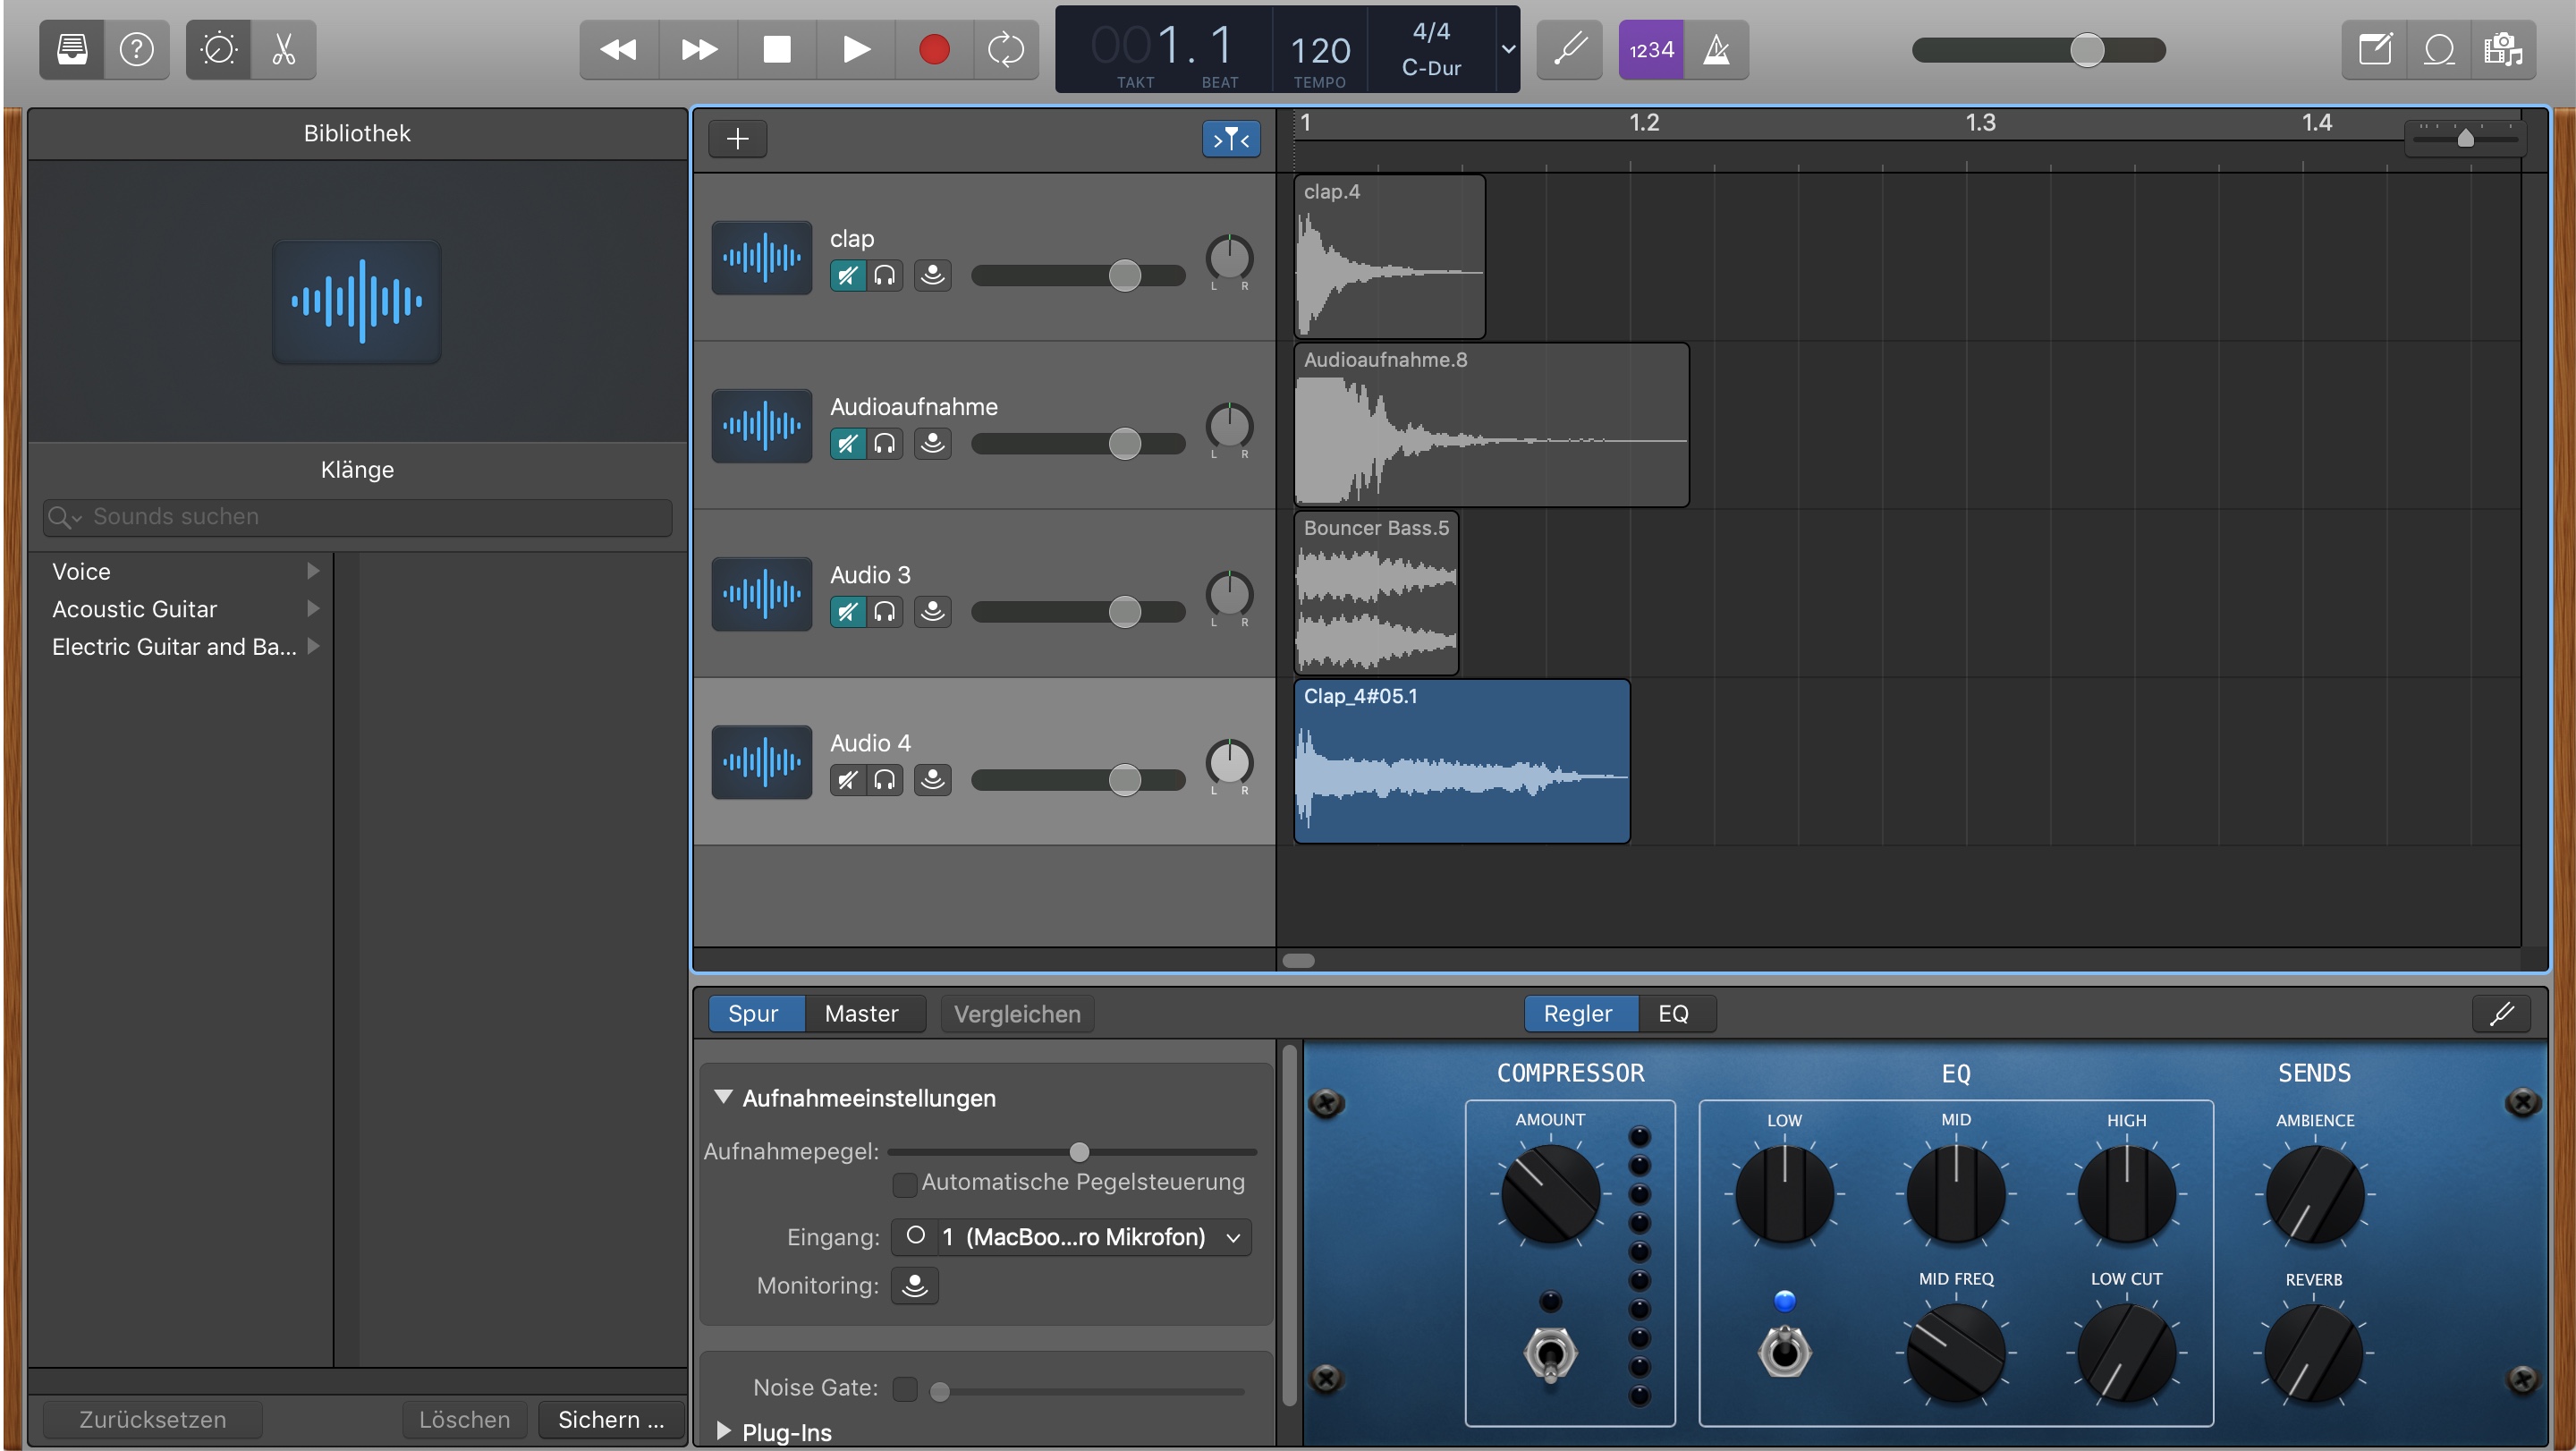 001. 1
TAKT BEAT
120
TEMPO
4/4
C-Dur
1234
Bibliothek
Klänge
Sounds suchen
Voice
Acoustic Guitar
Electric Guitar and Ba...
Zurücksetzen
Löschen
Sichern ...
1 1.2 1.3 1.4
clap
L R
clap.4
Audioaufnahme
L R
Audioaufnahme.8
Audio 3
L R
Bouncer Bass.5
Audio 4
L R
Clap_4#05.1
Spur Master Vergleichen
Regler EQ
Aufnahmeeinstellungen
Aufnahmepegel:
Automatische Pegelsteuerung
Eingang: 1 (MacBoo...ro Mikrofon)
Monitoring:
Noise Gate:
Plug-Ins
COMPRESSOR
AMOUNT
EQ
LOW MID HIGH
MID FREQ LOW CUT
SENDS
AMBIENCE
REVERB